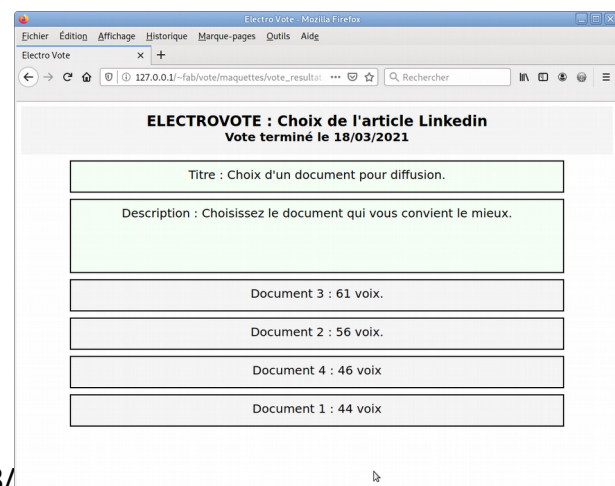 Electro Vote - Mozilla Firefox
Fichier Édition Affichage Historique Marque-pages Outils Aide
Electro Vote × +
127.0.0.1/~fab/vote/maquettes/vote_resultat ••• Rechercher
ELECTROVOTE : Choix de l'article Linkedin
Vote terminé le 18/03/2021
Titre : Choix d'un document pour diffusion.
Description : Choisissez le document qui vous convient le mieux.
Document 3 : 61 voix.
Document 2 : 56 voix.
Document 4 : 46 voix
Document 1 : 44 voix